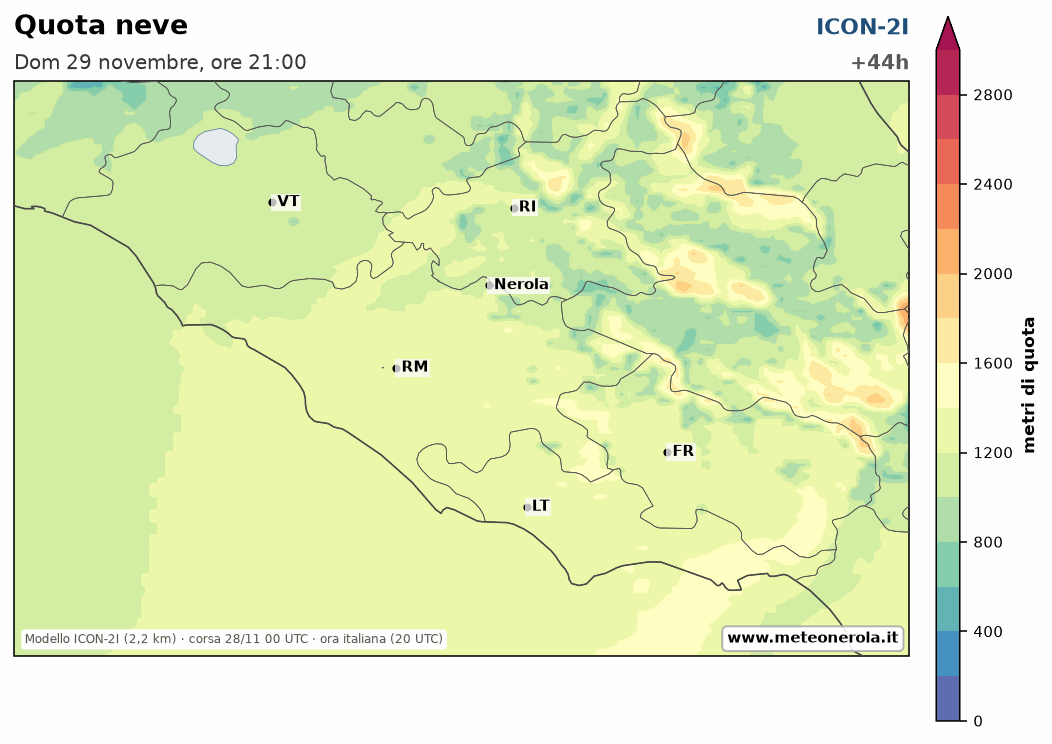 Quota neve
ICON-2I
Dom 29 novembre, ore 21:00
+44h
2800
2400
2000
1600
1200
800
400
0
metri di quota
VT
RI
Nerola
RM
FR
LT
Modello ICON-2I (2,2 km) · corsa 28/11 00 UTC · ora italiana (20 UTC)
www.meteonerola.it